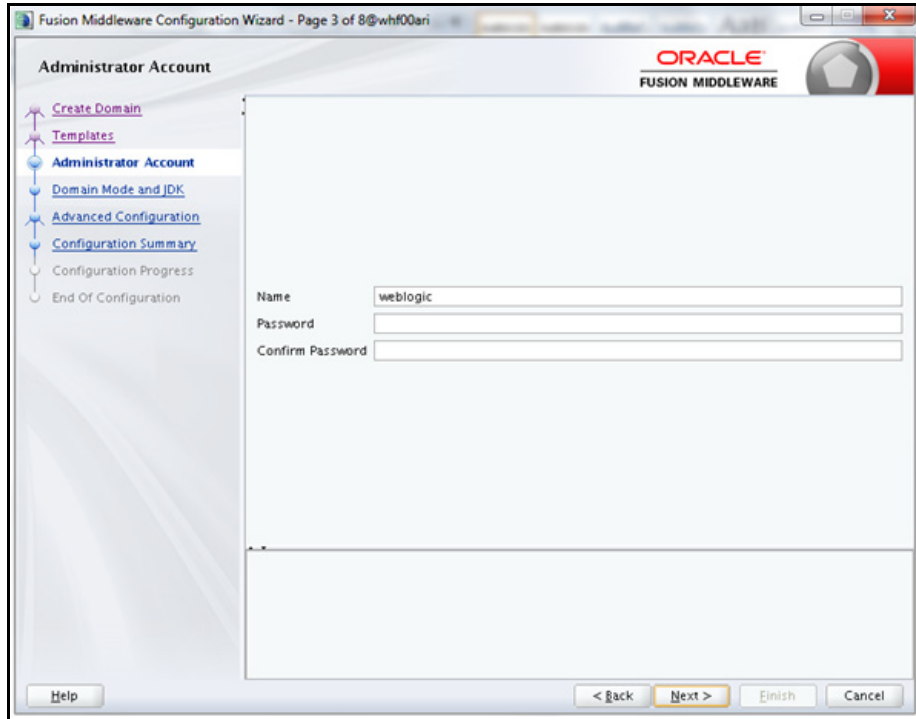 Fusion Middleware Configuration Wizard - Page 3 of 8@whf00ari
Administrator Account
ORACLE
FUSION MIDDLEWARE
Create Domain
Templates
Administrator Account
Domain Mode and JDK
Advanced Configuration
Configuration Summary
Configuration Progress
End Of Configuration
Name weblogic
Password
Confirm Password
Help < Back Next > Finish Cancel